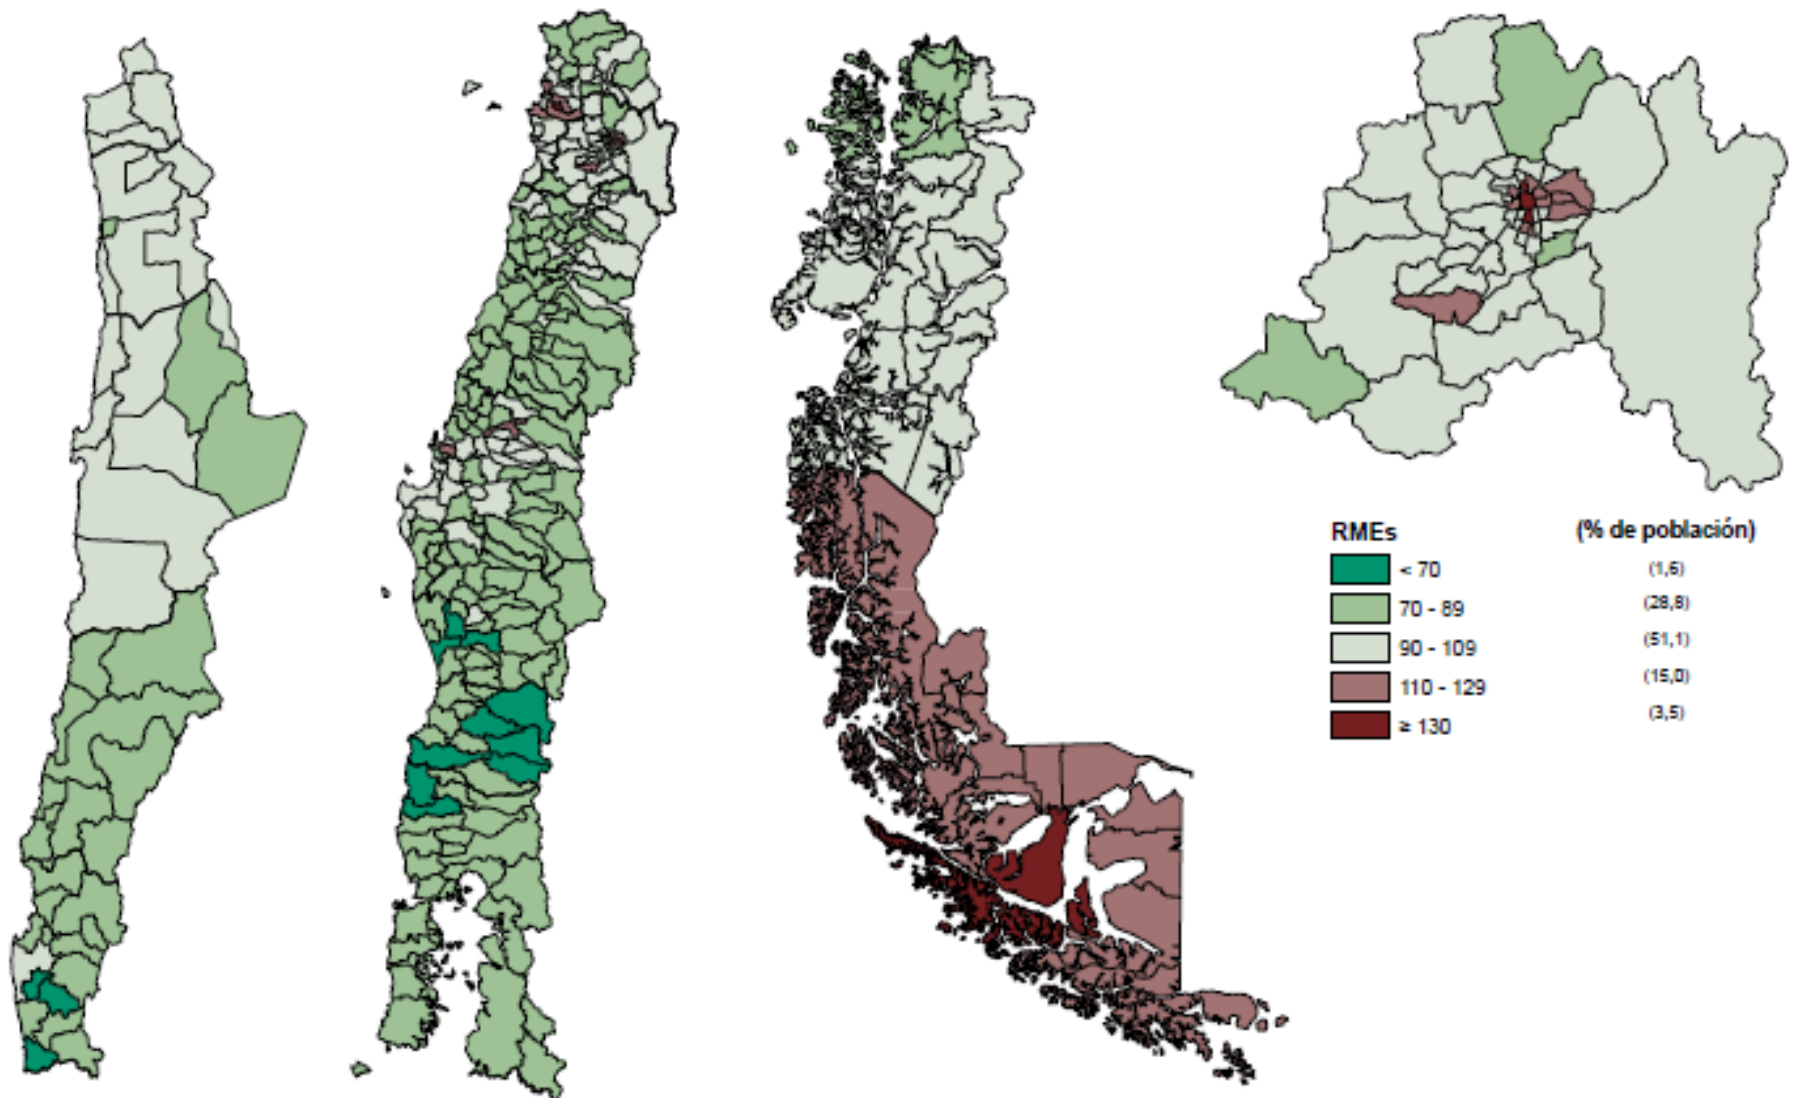 RMEs (% de población)
< 70 (1,6)
70 - 89 (28,8)
90 - 109 (51,1)
110 - 129 (15,0)
≥ 130 (3,5)